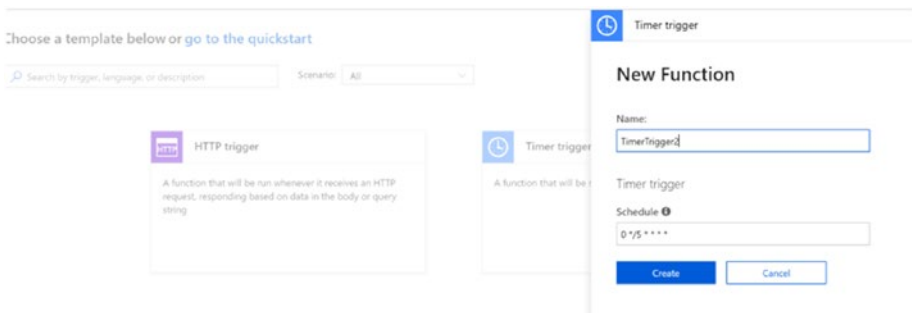 Choose a template below or go to the quickstart
Search by trigger, language, or description
Scenario: All
HTTP
HTTP trigger
A function that will be run whenever it receives an HTTP
request, responding based on data in the body or query
string
Timer trigger
A function that will be
Timer trigger
New Function
Name:
TimerTrigger2
Timer trigger
Schedule
0 */5 * * * *
Create
Cancel